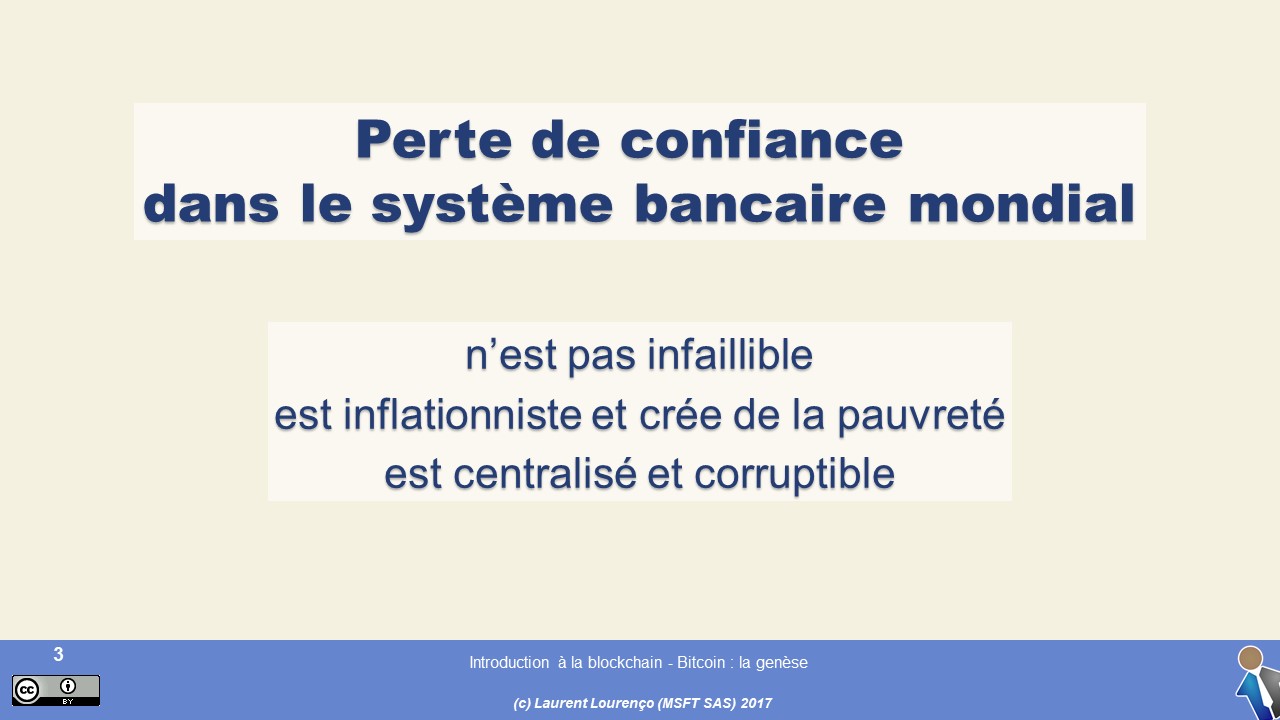 Perte de confiance
dans le système bancaire mondial
n’est pas infaillible
est inflationniste et crée de la pauvreté
est centralisé et corruptible
3
Introduction à la blockchain - Bitcoin : la genèse
cc
BY
(c) Laurent Lourenço (MSFT SAS) 2017